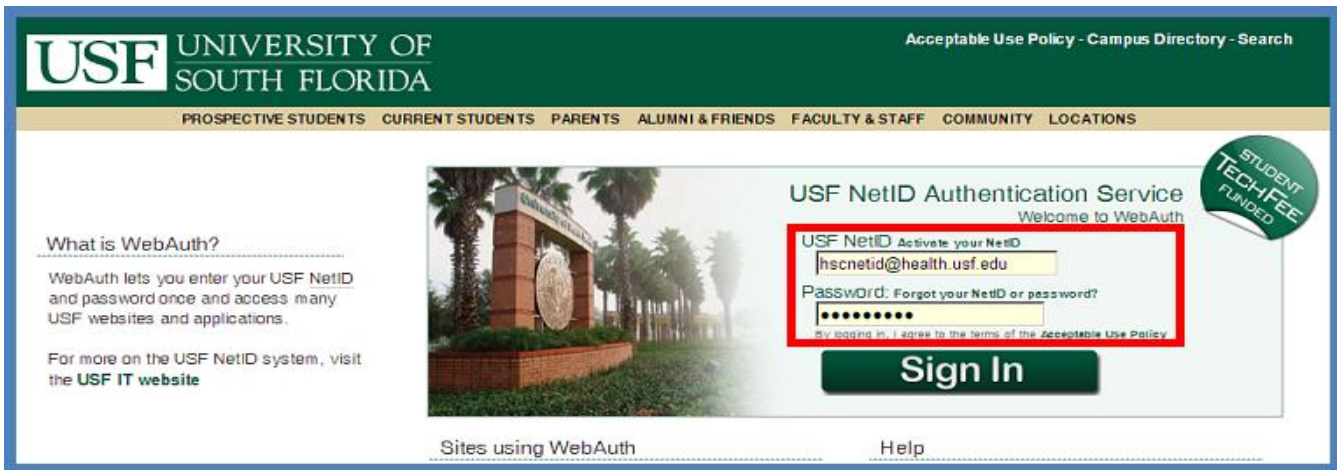 USF UNIVERSITY OF
SOUTH FLORIDA
Acceptable Use Policy - Campus Directory - Search
PROSPECTIVE STUDENTS CURRENT STUDENTS PARENTS ALUMNI & FRIENDS FACULTY & STAFF COMMUNITY LOCATIONS
STUDENT
TECH FEE
FUNDED
USF NetID Authentication Service
Welcome to WebAuth
What is WebAuth?
WebAuth lets you enter your USF NetID
and password once and access many
USF websites and applications.
For more on the USF NetID system, visit
the USF IT website
USF NetID Activate your NetID
hscnetid@health.usf.edu
Password: Forgot your NetID or password?
•••••••••
By logging in, I agree to the terms of the Acceptable Use Policy
Sign In
Sites using WebAuth
Help